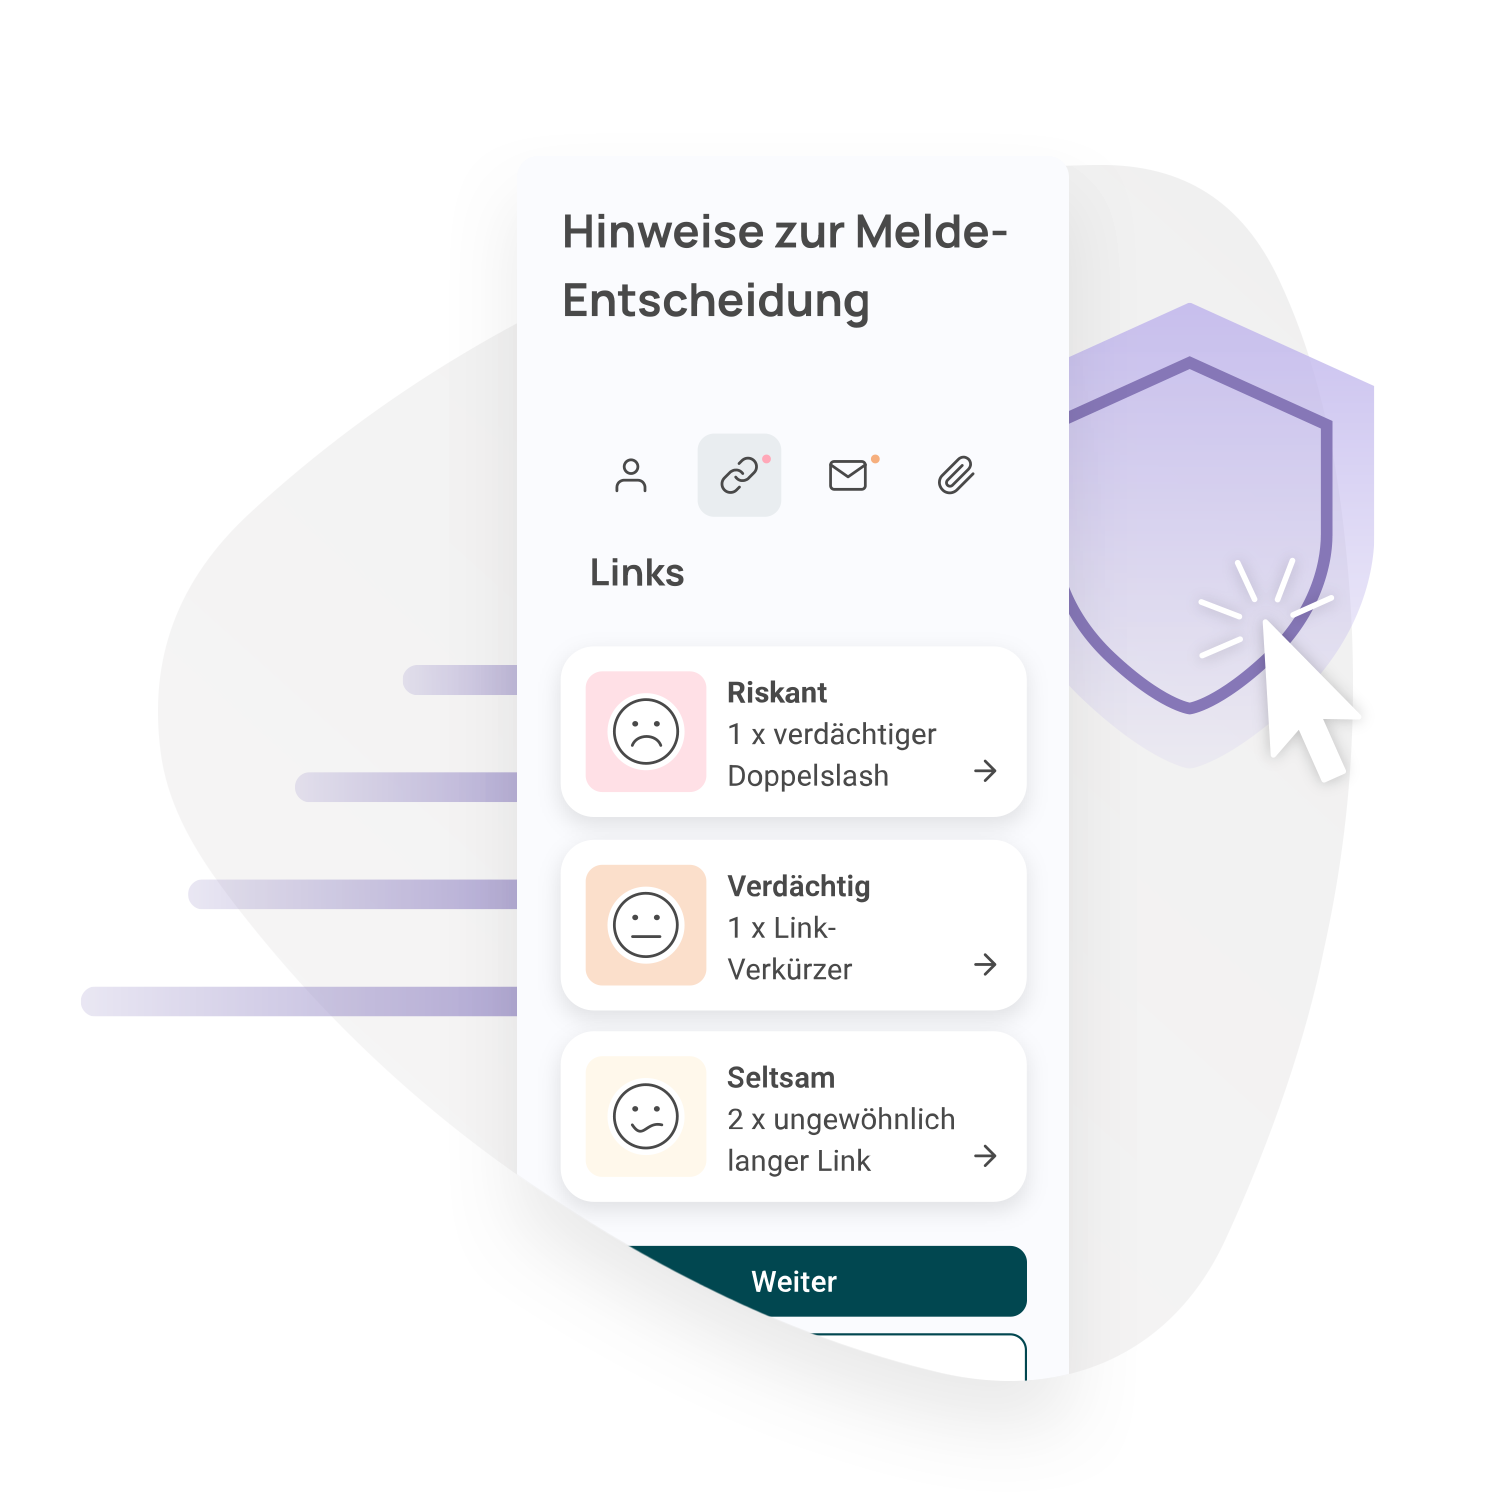 Hinweise zur Melde-
Entscheidung
Links
Riskant
1 x verdächtiger
Doppelslash
Verdächtig
1 x Link-
Verkürzer
Seltsam
2 x ungewöhnlich
langer Link
Weiter